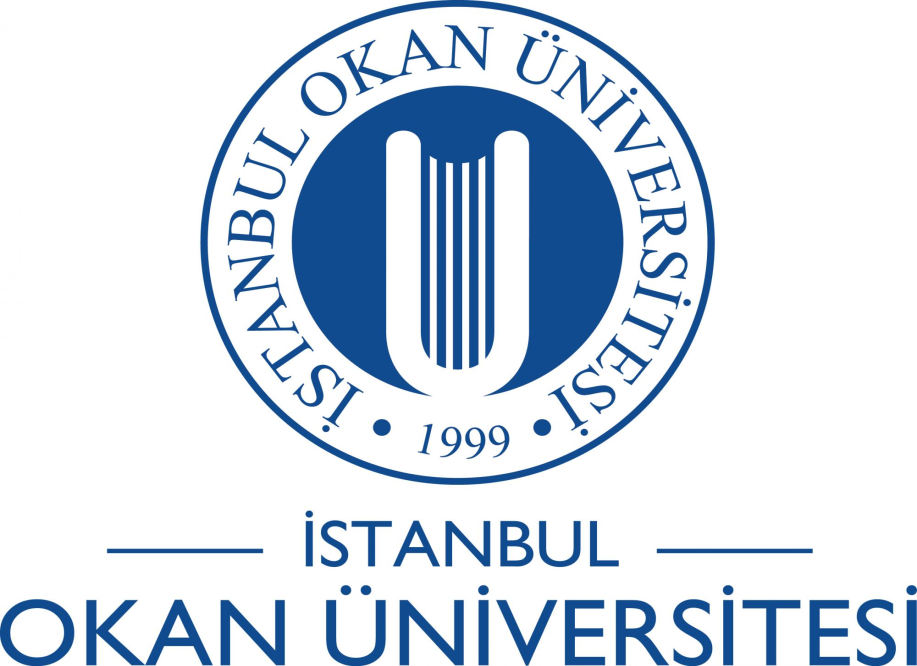 İSTANBUL OKAN ÜNİVERSİTESİ
• 1999 •
İSTANBUL
OKAN ÜNİVERSİTESİ